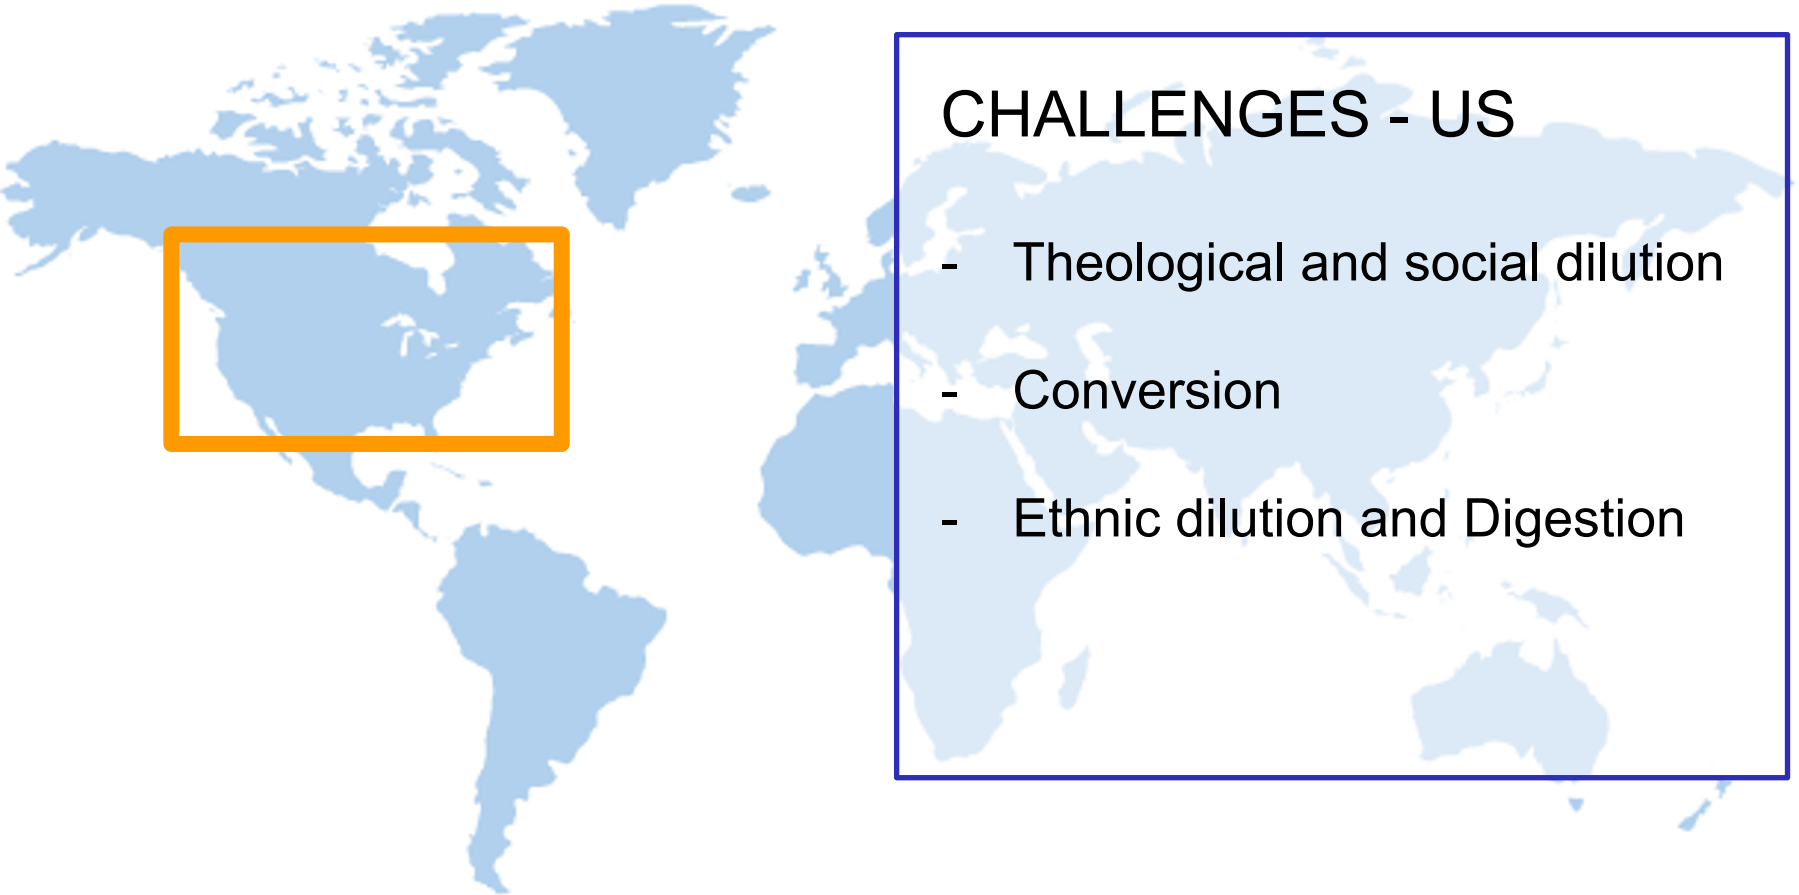 CHALLENGES - US
- Theological and social dilution
- Conversion
- Ethnic dilution and Digestion